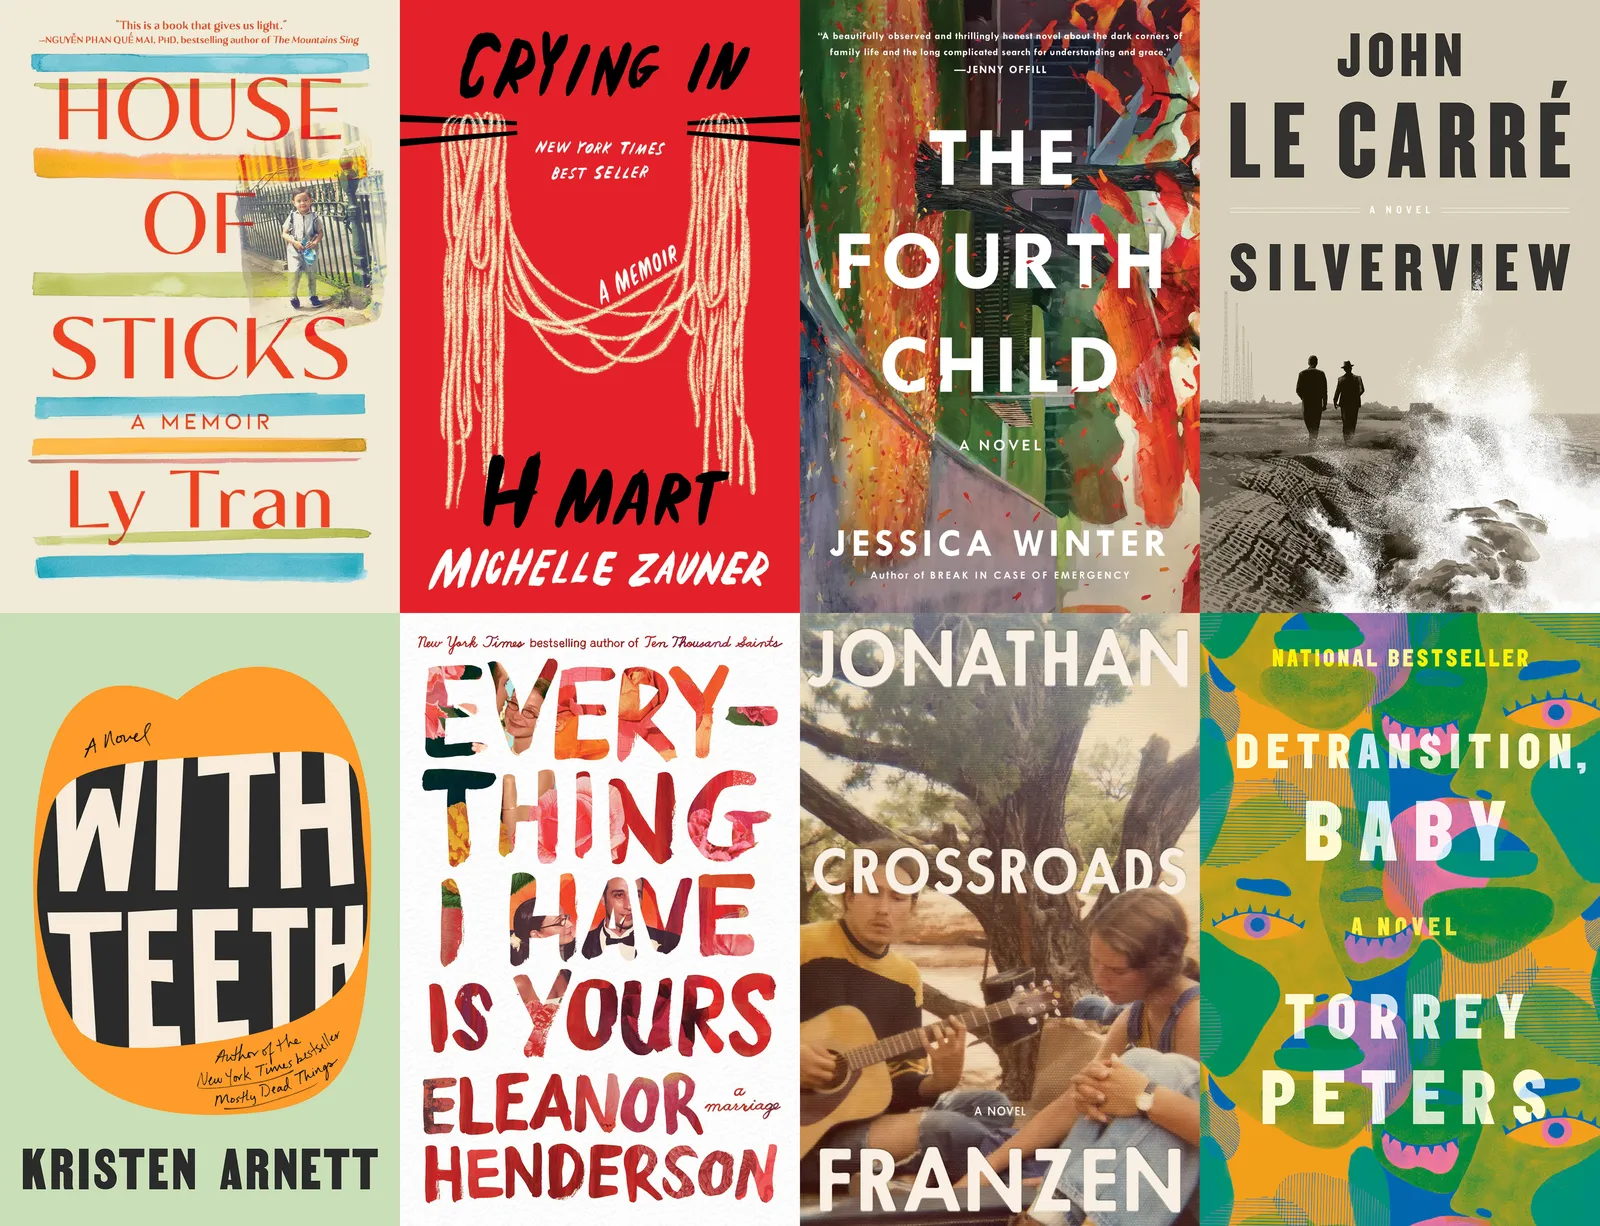 "This is a book that gives us light."
—NGUYỄN PHAN QUẾ MAI, PhD, bestselling author of The Mountains Sing
HOUSE
OF
STICKS
A MEMOIR
Ly Tran
CRYING IN
NEW YORK TIMES
BEST SELLER
A MEMOIR
H MART
MICHELLE ZAUNER
"A beautifully observed and thrillingly honest novel about the dark corners of
family life and the long complicated search for understanding and grace."
—JENNY OFFILL
THE
FOURTH
CHILD
A NOVEL
JESSICA WINTER
Author of BREAK IN CASE OF EMERGENCY
JOHN
LE CARRÉ
A NOVEL
SILVERVIEW
A Novel
WITH
TEETH
Author of the
New York Times bestseller
Mostly Dead Things
KRISTEN ARNETT
New York Times bestselling author of Ten Thousand Saints
EVERY-
THING
I HAVE
IS YOURS
ELEANOR
a
marriage
HENDERSON
JONATHAN
CROSSROADS
A NOVEL
FRANZEN
NATIONAL BESTSELLER
DETRANSITION,
BABY
A NOVEL
TORREY
PETERS